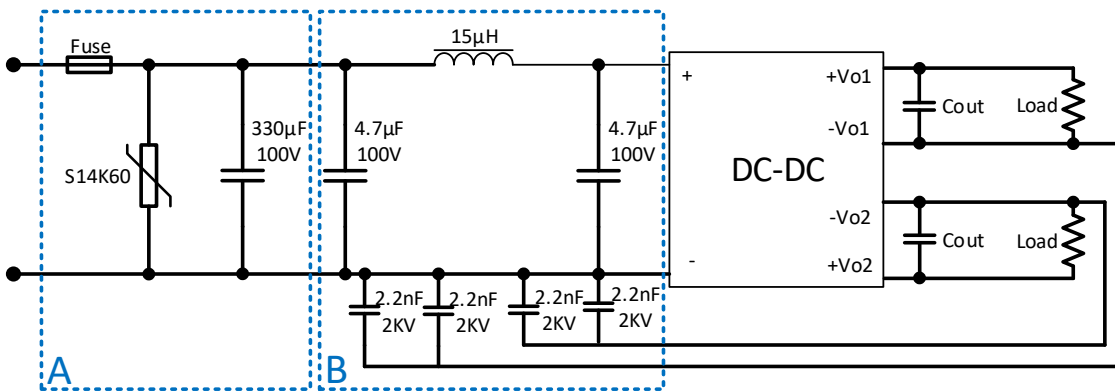 Fuse
15µH
S14K60
330µF
100V
4.7µF
100V
4.7µF
100V
+
-
DC-DC
+Vo1
-Vo1
-Vo2
+Vo2
Cout
Load
Cout
Load
2.2nF
2KV
2.2nF
2KV
2.2nF
2KV
2.2nF
2KV
A
B